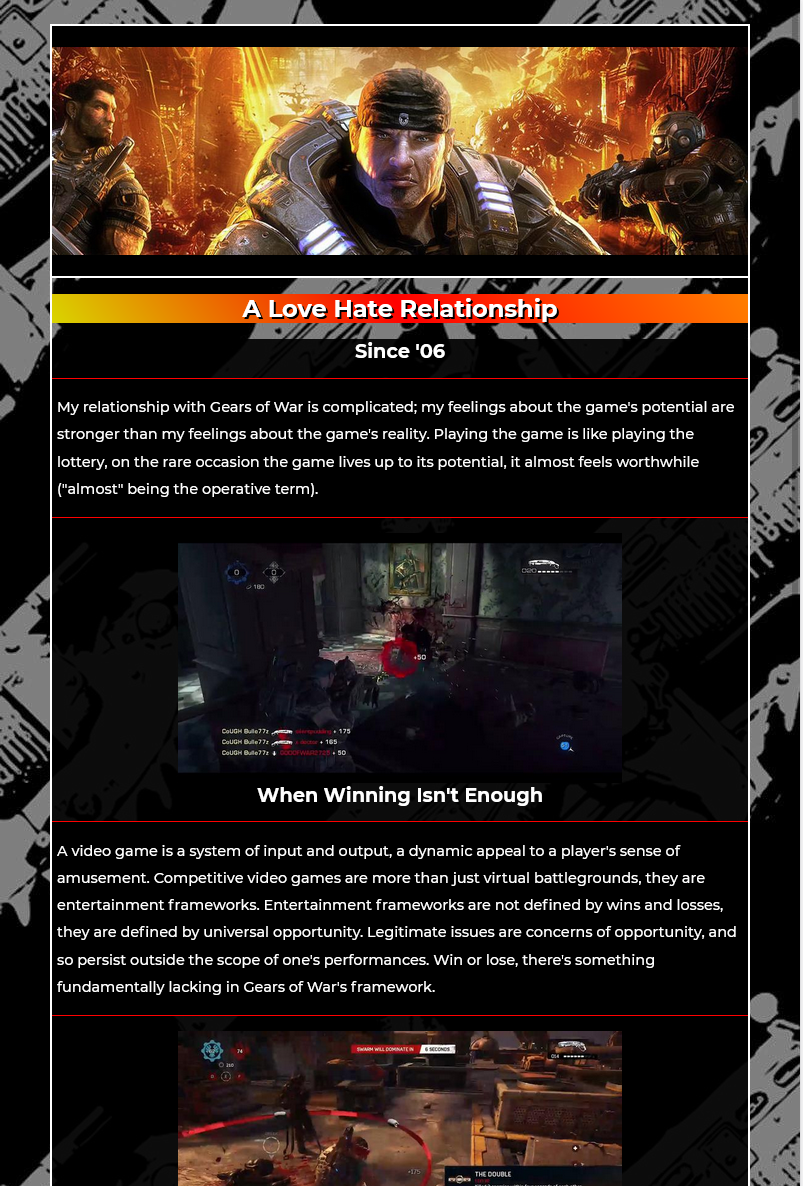 A Love Hate Relationship
Since '06
My relationship with Gears of War is complicated; my feelings about the game's potential are
stronger than my feelings about the game's reality. Playing the game is like playing the
lottery, on the rare occasion the game lives up to its potential, it almost feels worthwhile
("almost" being the operative term).
0 0
180
+50
CoUGH Bullo77z + 175
CoUGH Bullo77z + 165
CoUGH Bullo77z + 50
When Winning Isn't Enough
A video game is a system of input and output, a dynamic appeal to a player's sense of
amusement. Competitive video games are more than just virtual battlegrounds, they are
entertainment frameworks. Entertainment frameworks are not defined by wins and losses,
they are defined by universal opportunity. Legitimate issues are concerns of opportunity, and
so persist outside the scope of one's performances. Win or lose, there's something
fundamentally lacking in Gears of War's framework.
74
SWARM WILL DOMINATE IN 6 SECONDS
+175
THE DOUBLE